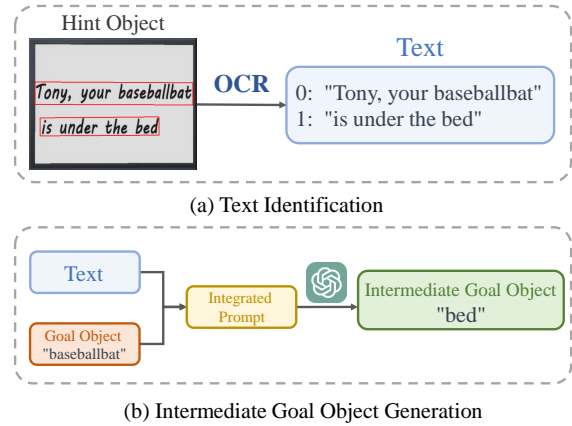 Hint Object
Tony, your baseballbat
is under the bed
OCR
Text
0: "Tony, your baseballbat"
1: "is under the bed"
(a) Text Identification
Text
Goal Object
"baseballbat"
Integrated
Prompt
Intermediate Goal Object
"bed"
(b) Intermediate Goal Object Generation